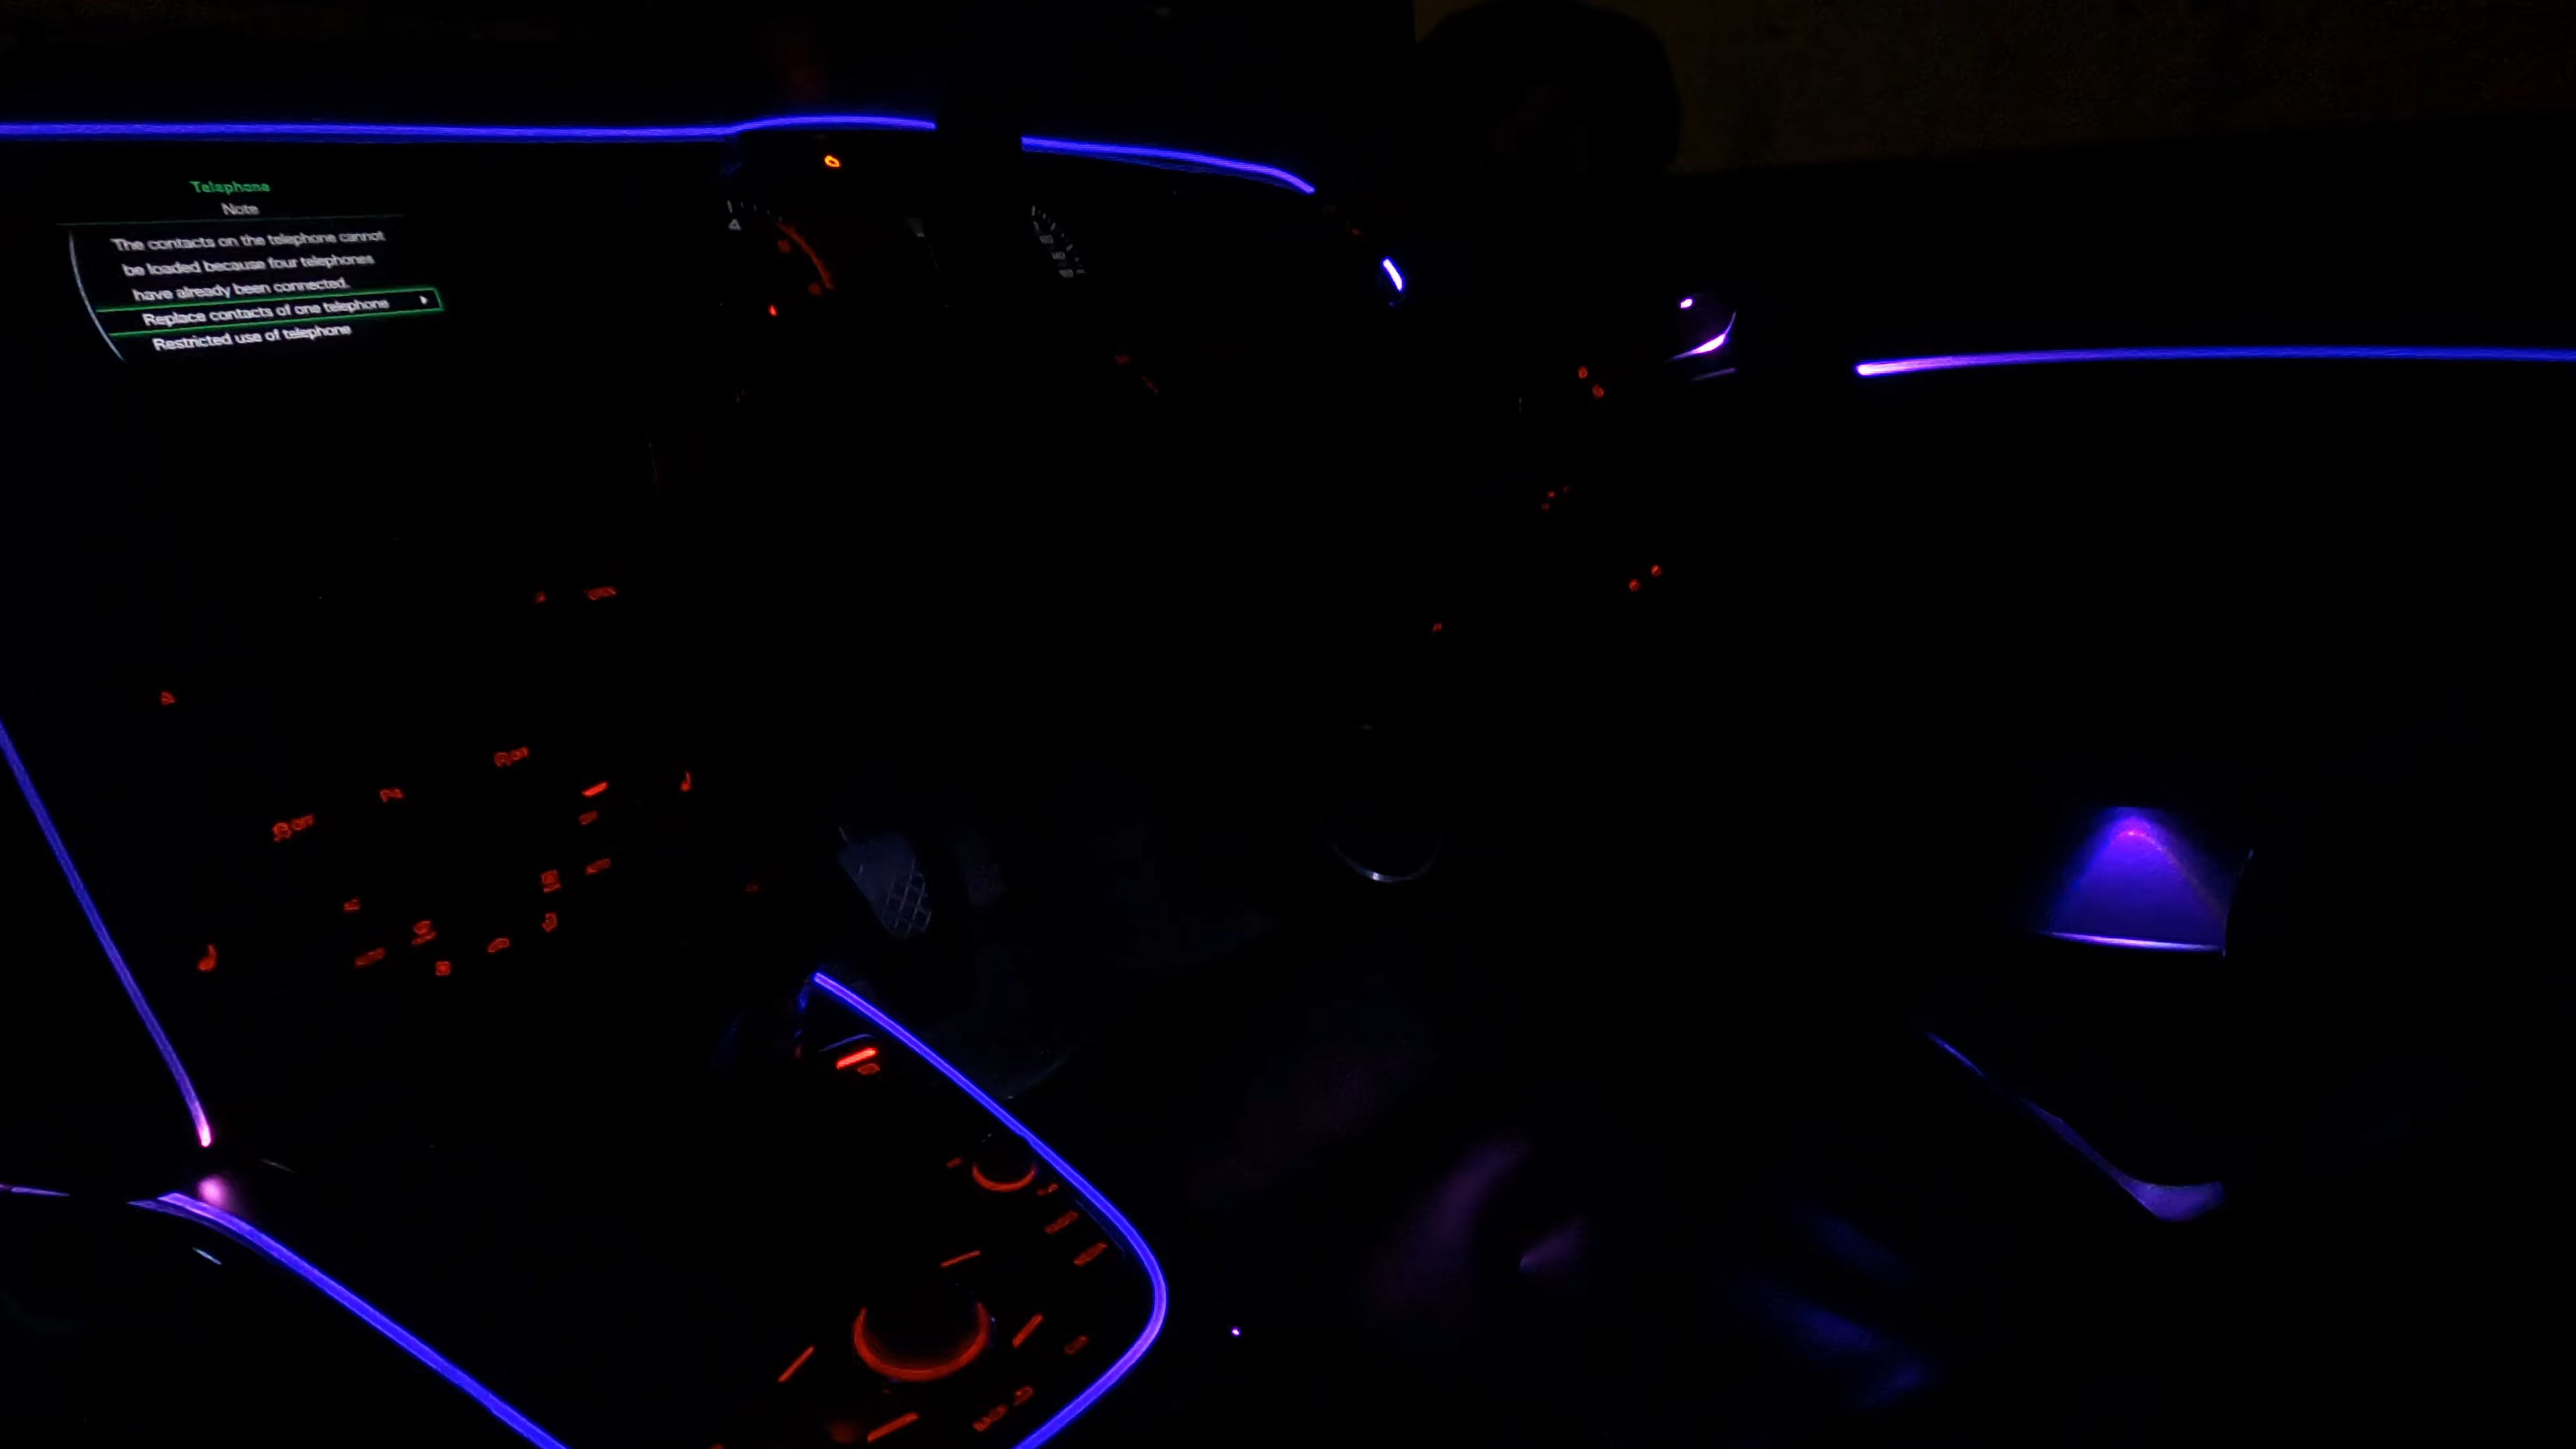 Telephone
Note
The contacts on the telephone cannot
be loaded because four telephones
have already been connected.
Replace contacts of one telephone
Restricted use of telephone